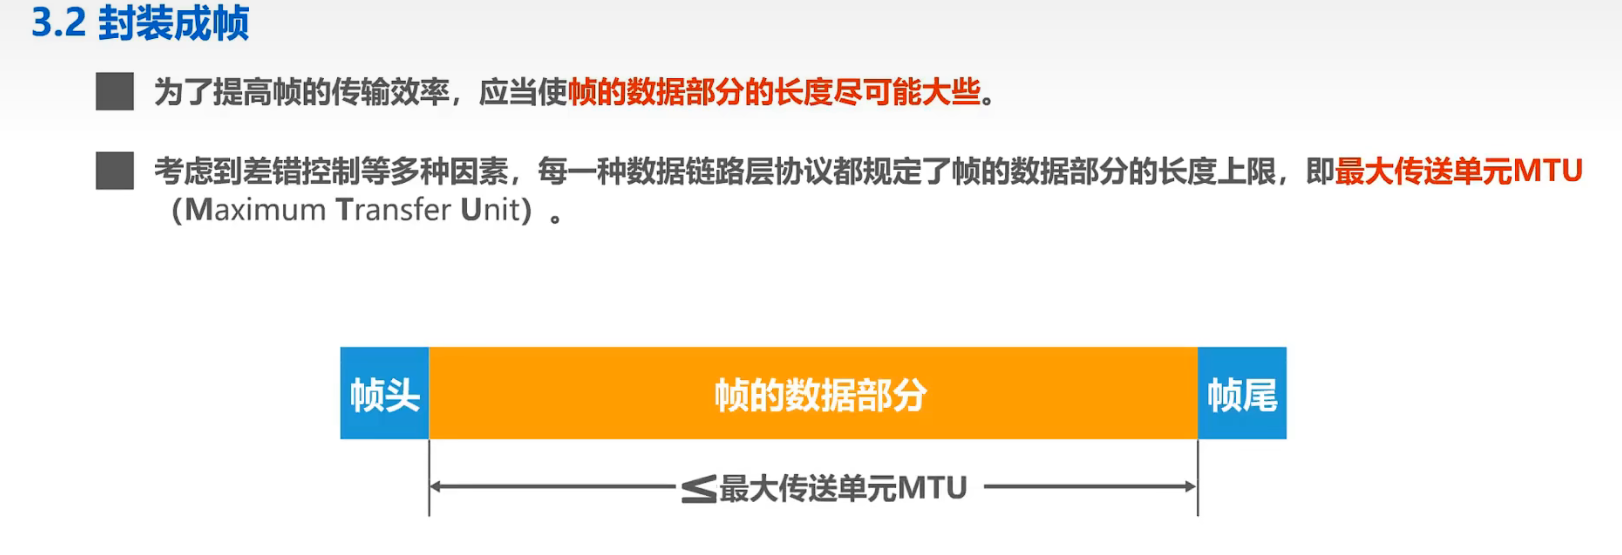 3.2 封装成帧
为了提高帧的传输效率，应当使帧的数据部分的长度尽可能大些。
考虑到差错控制等多种因素，每一种数据链路层协议都规定了帧的数据部分的长度上限，即最大传送单元MTU
（Maximum Transfer Unit）。
帧头
帧的数据部分
帧尾
≤最大传送单元MTU